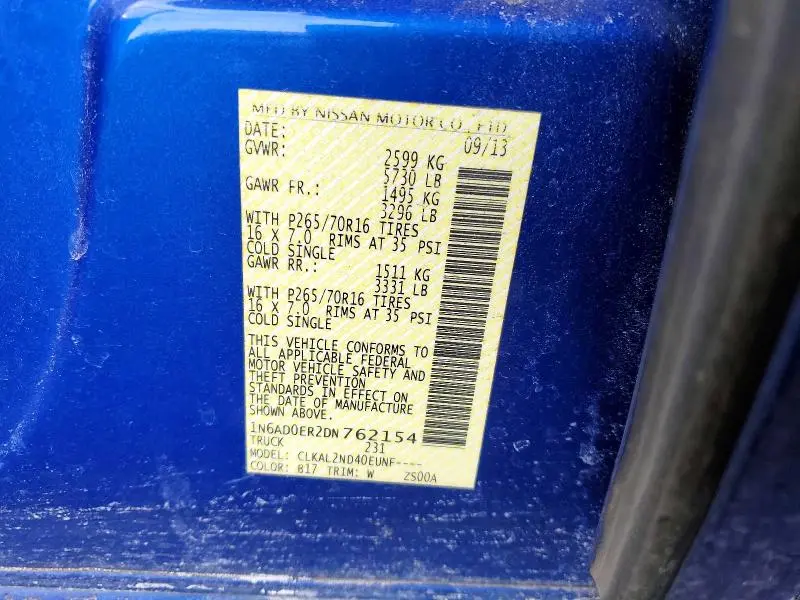 MFD BY NISSAN MOTOR CO., LTD
DATE: 09/13
GVWR: 2599 KG
5730 LB
GAWR FR.: 1495 KG
3296 LB
WITH P265/70R16 TIRES
16 X 7.0 RIMS AT 35 PSI
COLD SINGLE
GAWR RR.: 1511 KG
3331 LB
WITH P265/70R16 TIRES
16 X 7.0 RIMS AT 35 PSI
COLD SINGLE
THIS VEHICLE CONFORMS TO
ALL APPLICABLE FEDERAL
MOTOR VEHICLE SAFETY AND
THEFT PREVENTION
STANDARDS IN EFFECT ON
THE DATE OF MANUFACTURE
SHOWN ABOVE.
1N6AD0ER2DN762154
TRUCK 231
MODEL: CLKAL2ND40EUNF----
COLOR: B17 TRIM: W ZS00A